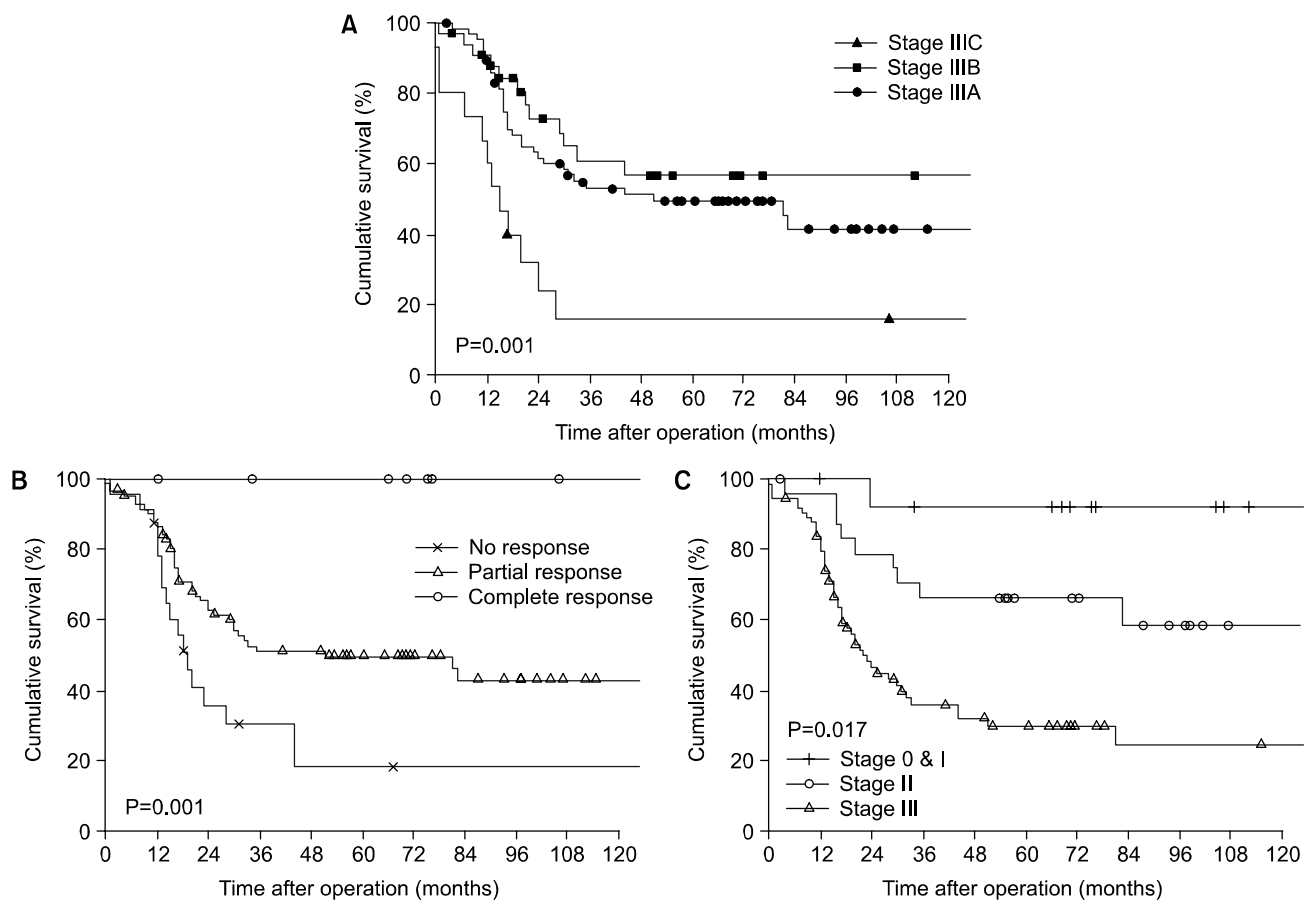 A
100
80
60
40
20
0
Cumulative survival (%)
Stage IIIC
Stage IIIB
Stage IIIA
P=0.001
0 12 24 36 48 60 72 84 96 108 120
Time after operation (months)
B
100
80
60
40
20
0
Cumulative survival (%)
No response
Partial response
Complete response
P=0.001
0 12 24 36 48 60 72 84 96 108 120
Time after operation (months)
C
100
80
60
40
20
0
Cumulative survival (%)
P=0.017
Stage 0 & I
Stage II
Stage III
0 12 24 36 48 60 72 84 96 108 120
Time after operation (months)